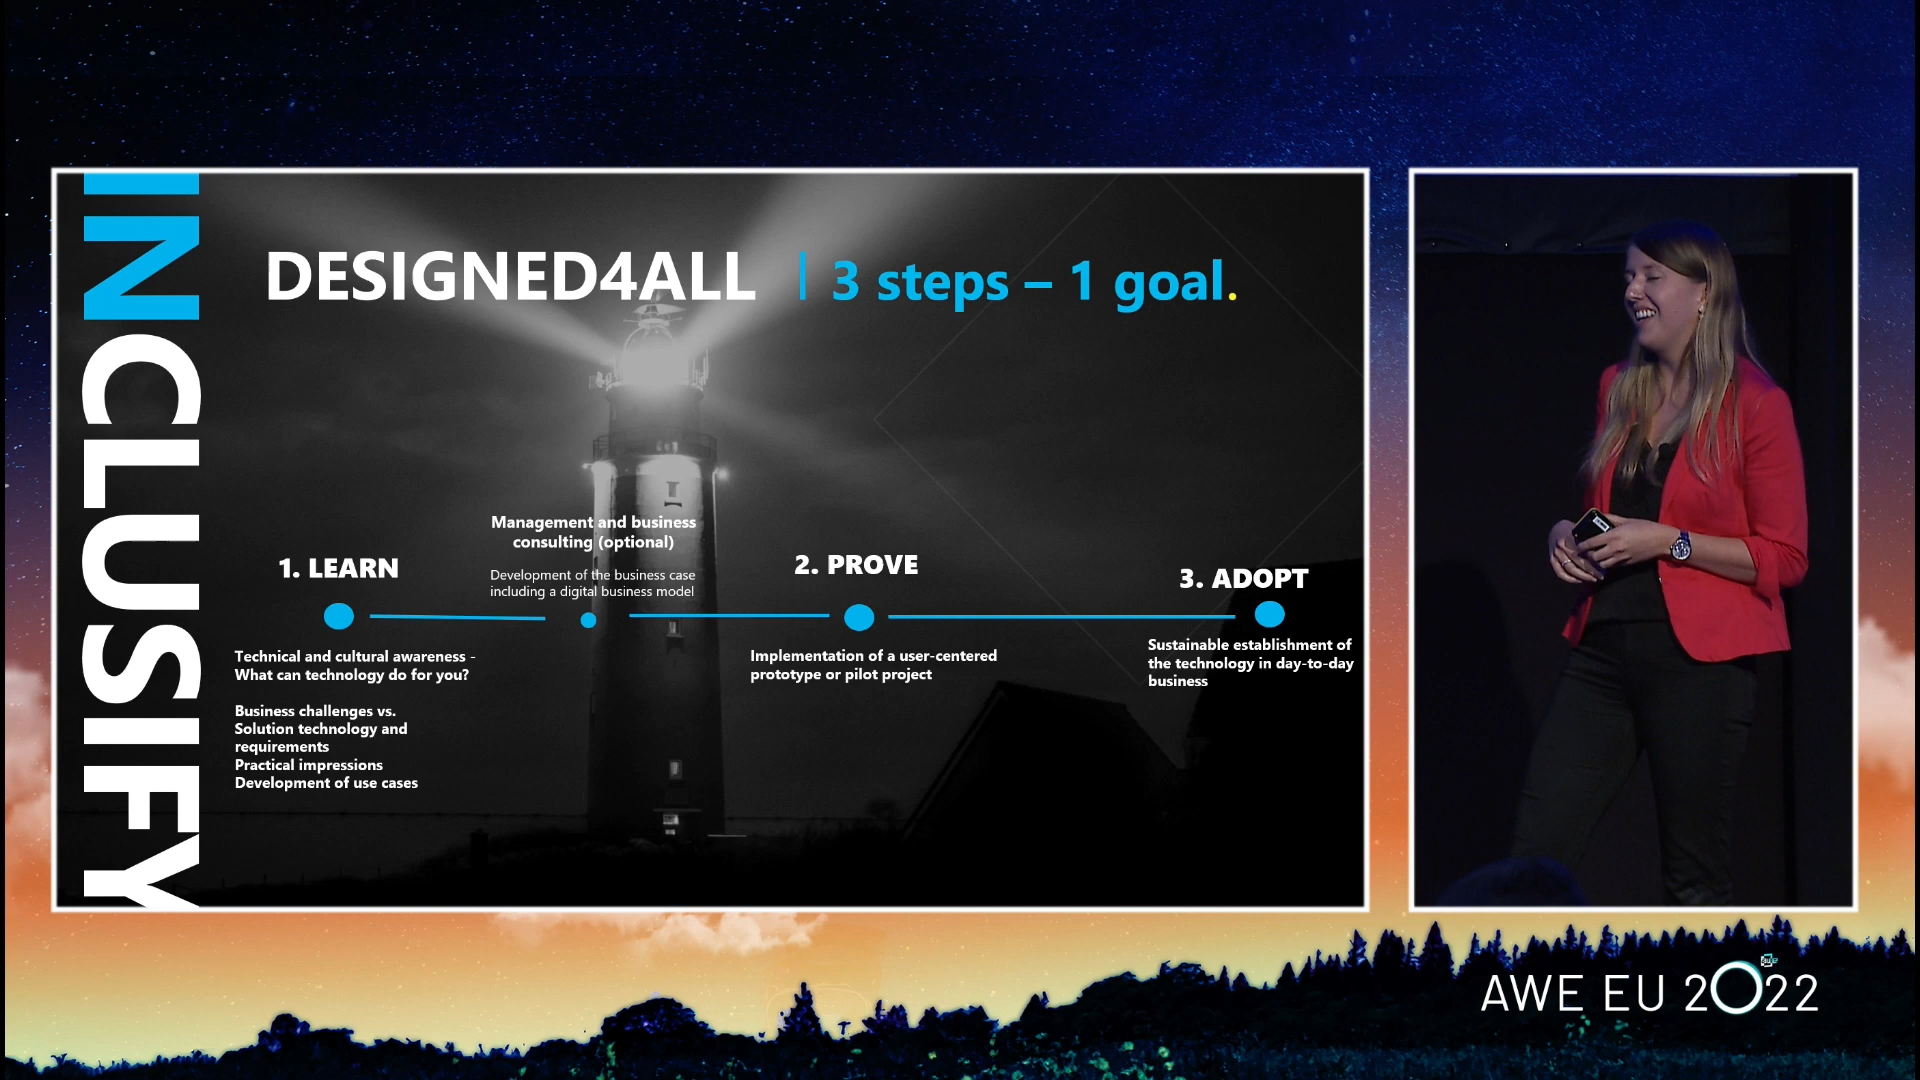 INCLUSIFY
DESIGNED4ALL | 3 steps – 1 goal.
1. LEARN
Technical and cultural awareness -
What can technology do for you?
Business challenges vs.
Solution technology and
requirements
Practical impressions
Development of use cases
Management and business
consulting (optional)
Development of the business case
including a digital business model
2. PROVE
Implementation of a user-centered
prototype or pilot project
3. ADOPT
Sustainable establishment of
the technology in day-to-day
business
AWE EU 2022